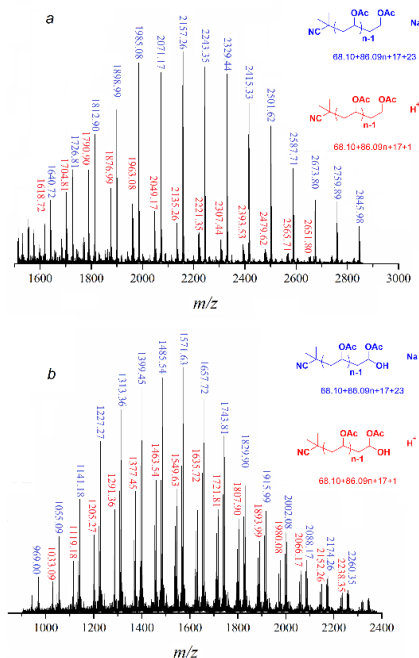 a
OAc
OAc
NC
n-1
Na
68.10+86.09n+17+23
OAc
OAc
NC
n-1
H+
68.10+86.09n+17+1
1618.72
1640.72
1704.81
1726.81
1790.90
1812.90
1876.99
1898.99
1963.08
1985.08
2049.17
2071.17
2135.26
2157.26
2221.35
2243.35
2307.44
2329.44
2393.53
2415.33
2479.62
2501.62
2565.71
2587.71
2651.80
2673.80
2759.89
2845.98
1600 1800 2000 2200 2400 2600 2800 3000
m/z
b
OAc
OAc
NC
n-1
OH
Na
68.10+86.09n+17+23
OAc
OAc
NC
n-1
OH
H+
68.10+86.09n+17+1
969.00
1033.09
1055.09
1119.18
1141.18
1205.27
1227.27
1291.36
1313.36
1377.45
1399.45
1463.54
1485.54
1549.63
1571.63
1635.72
1657.72
1721.81
1743.81
1807.90
1829.90
1893.99
1915.99
1980.08
2002.08
2066.17
2088.17
2152.26
2174.26
2238.35
2260.35
1000 1200 1400 1600 1800 2000 2200 2400
m/z